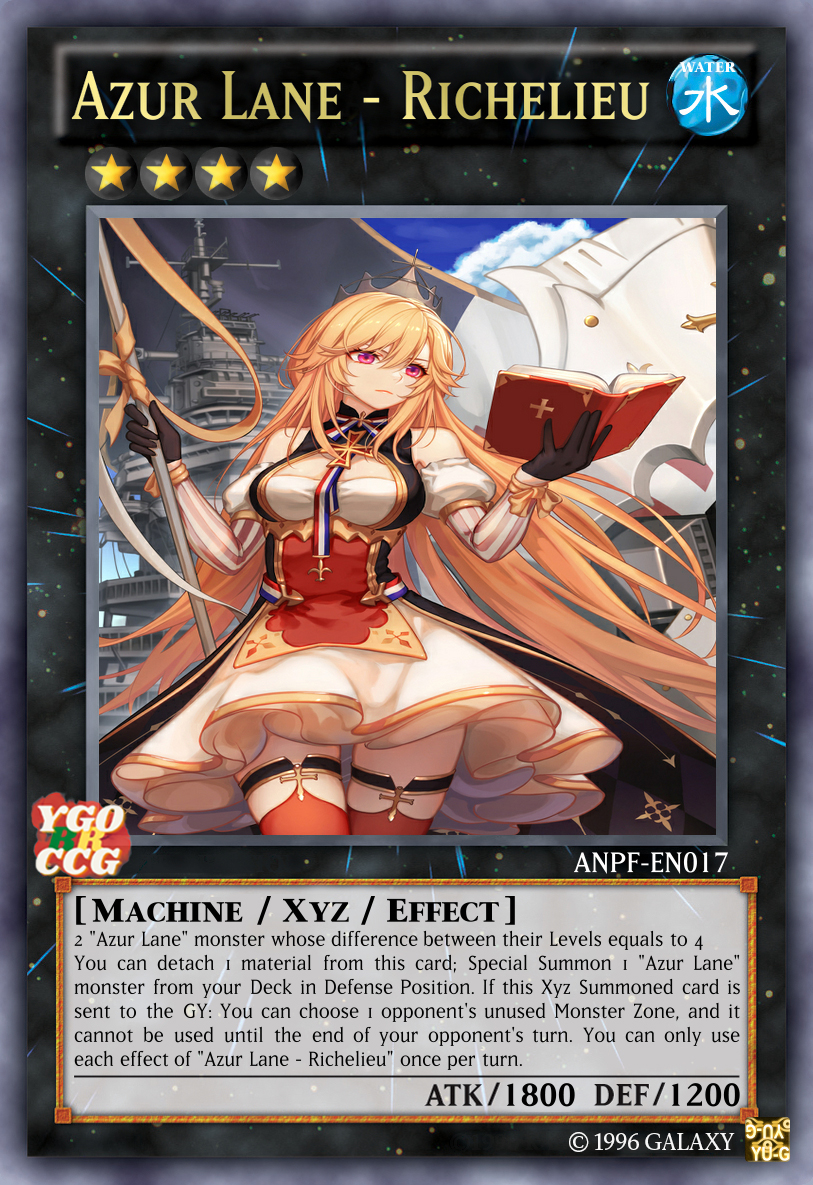 Azur Lane - Richelieu
WATER
水
YGO
RR
CCG
ANPF-EN017
[ Machine / Xyz / Effect ]
2 "Azur Lane" monster whose difference between their Levels equals to 4
You can detach 1 material from this card; Special Summon 1 "Azur Lane"
monster from your Deck in Defense Position. If this Xyz Summoned card is
sent to the GY: You can choose 1 opponent's unused Monster Zone, and it
cannot be used until the end of your opponent's turn. You can only use
each effect of "Azur Lane - Richelieu" once per turn.
ATK/1800 DEF/1200
© 1996 GALAXY
YU-G